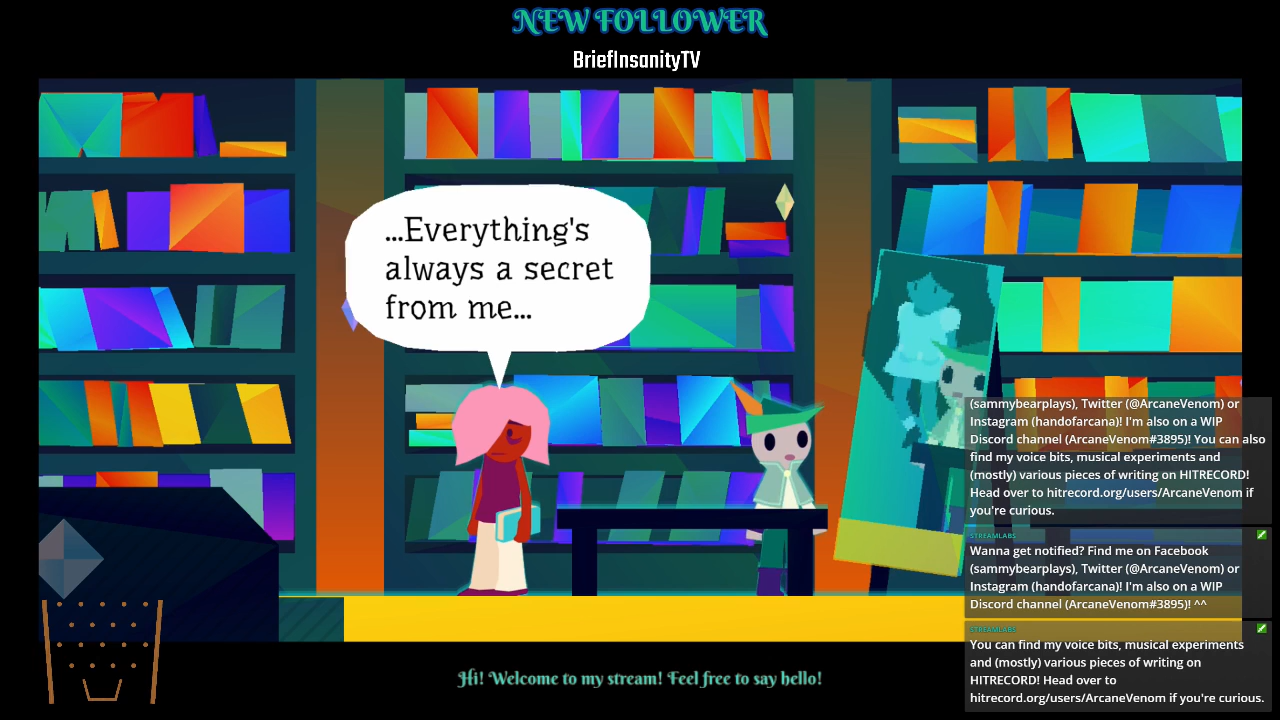 NEW FOLLOWER
BriefInsanityTV
...Everything's
always a secret
from me...
(sammybearplays), Twitter (@ArcaneVenom) or
Instagram (handofarcana)! I'm also on a WIP
Discord channel (ArcaneVenom#3895)! You can also
find my voice bits, musical experiments and
(mostly) various pieces of writing on HITRECORD!
Head over to hitrecord.org/users/ArcaneVenom if
you're curious.
STREAMLABS
Wanna get notified? Find me on Facebook
(sammybearplays), Twitter (@ArcaneVenom) or
Instagram (handofarcana)! I'm also on a WIP
Discord channel (ArcaneVenom#3895)! ^^
STREAMLABS
You can find my voice bits, musical experiments
and (mostly) various pieces of writing on
HITRECORD! Head over to
hitrecord.org/users/ArcaneVenom if you're curious.
Hi! Welcome to my stream! Feel free to say hello!